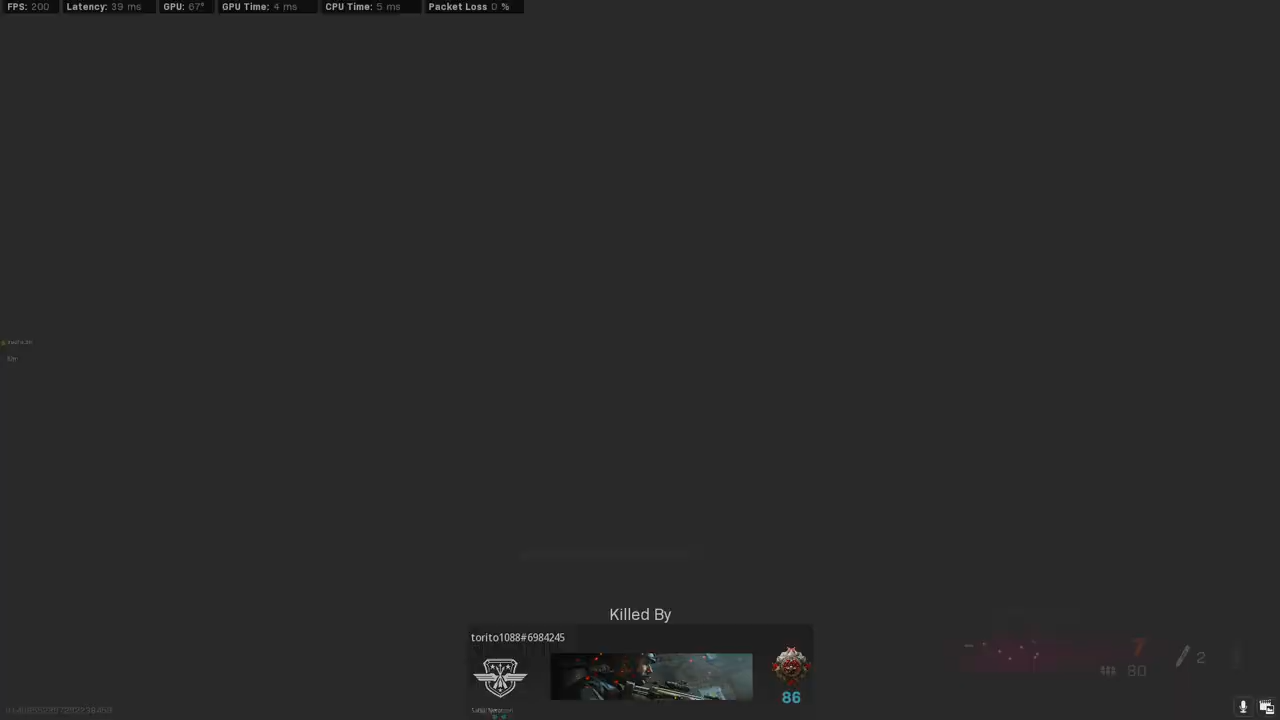 FPS: 200 Latency: 39 ms GPU: 67° GPU Time: 4 ms CPU Time: 5 ms Packet Loss 0 %
Killed By
torito1088#6984245
7
80
2
86